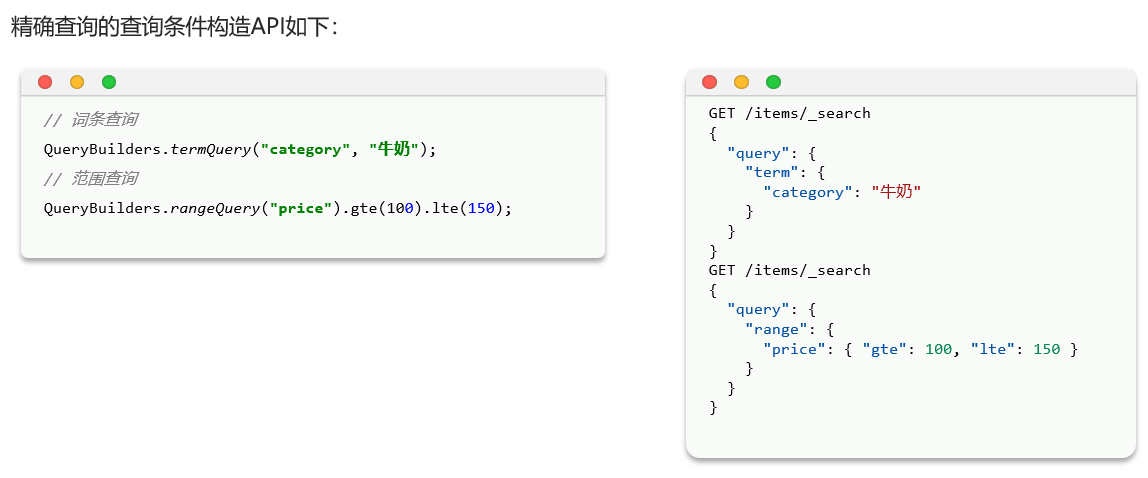 精确查询的查询条件构造API如下：
// 词条查询
QueryBuilders.termQuery("category", "牛奶");
// 范围查询
QueryBuilders.rangeQuery("price").gte(100).lte(150);
GET /items/_search
{
  "query": {
    "term": {
      "category": "牛奶"
    }
  }
}
GET /items/_search
{
  "query": {
    "range": {
      "price": { "gte": 100, "lte": 150 }
    }
  }
}